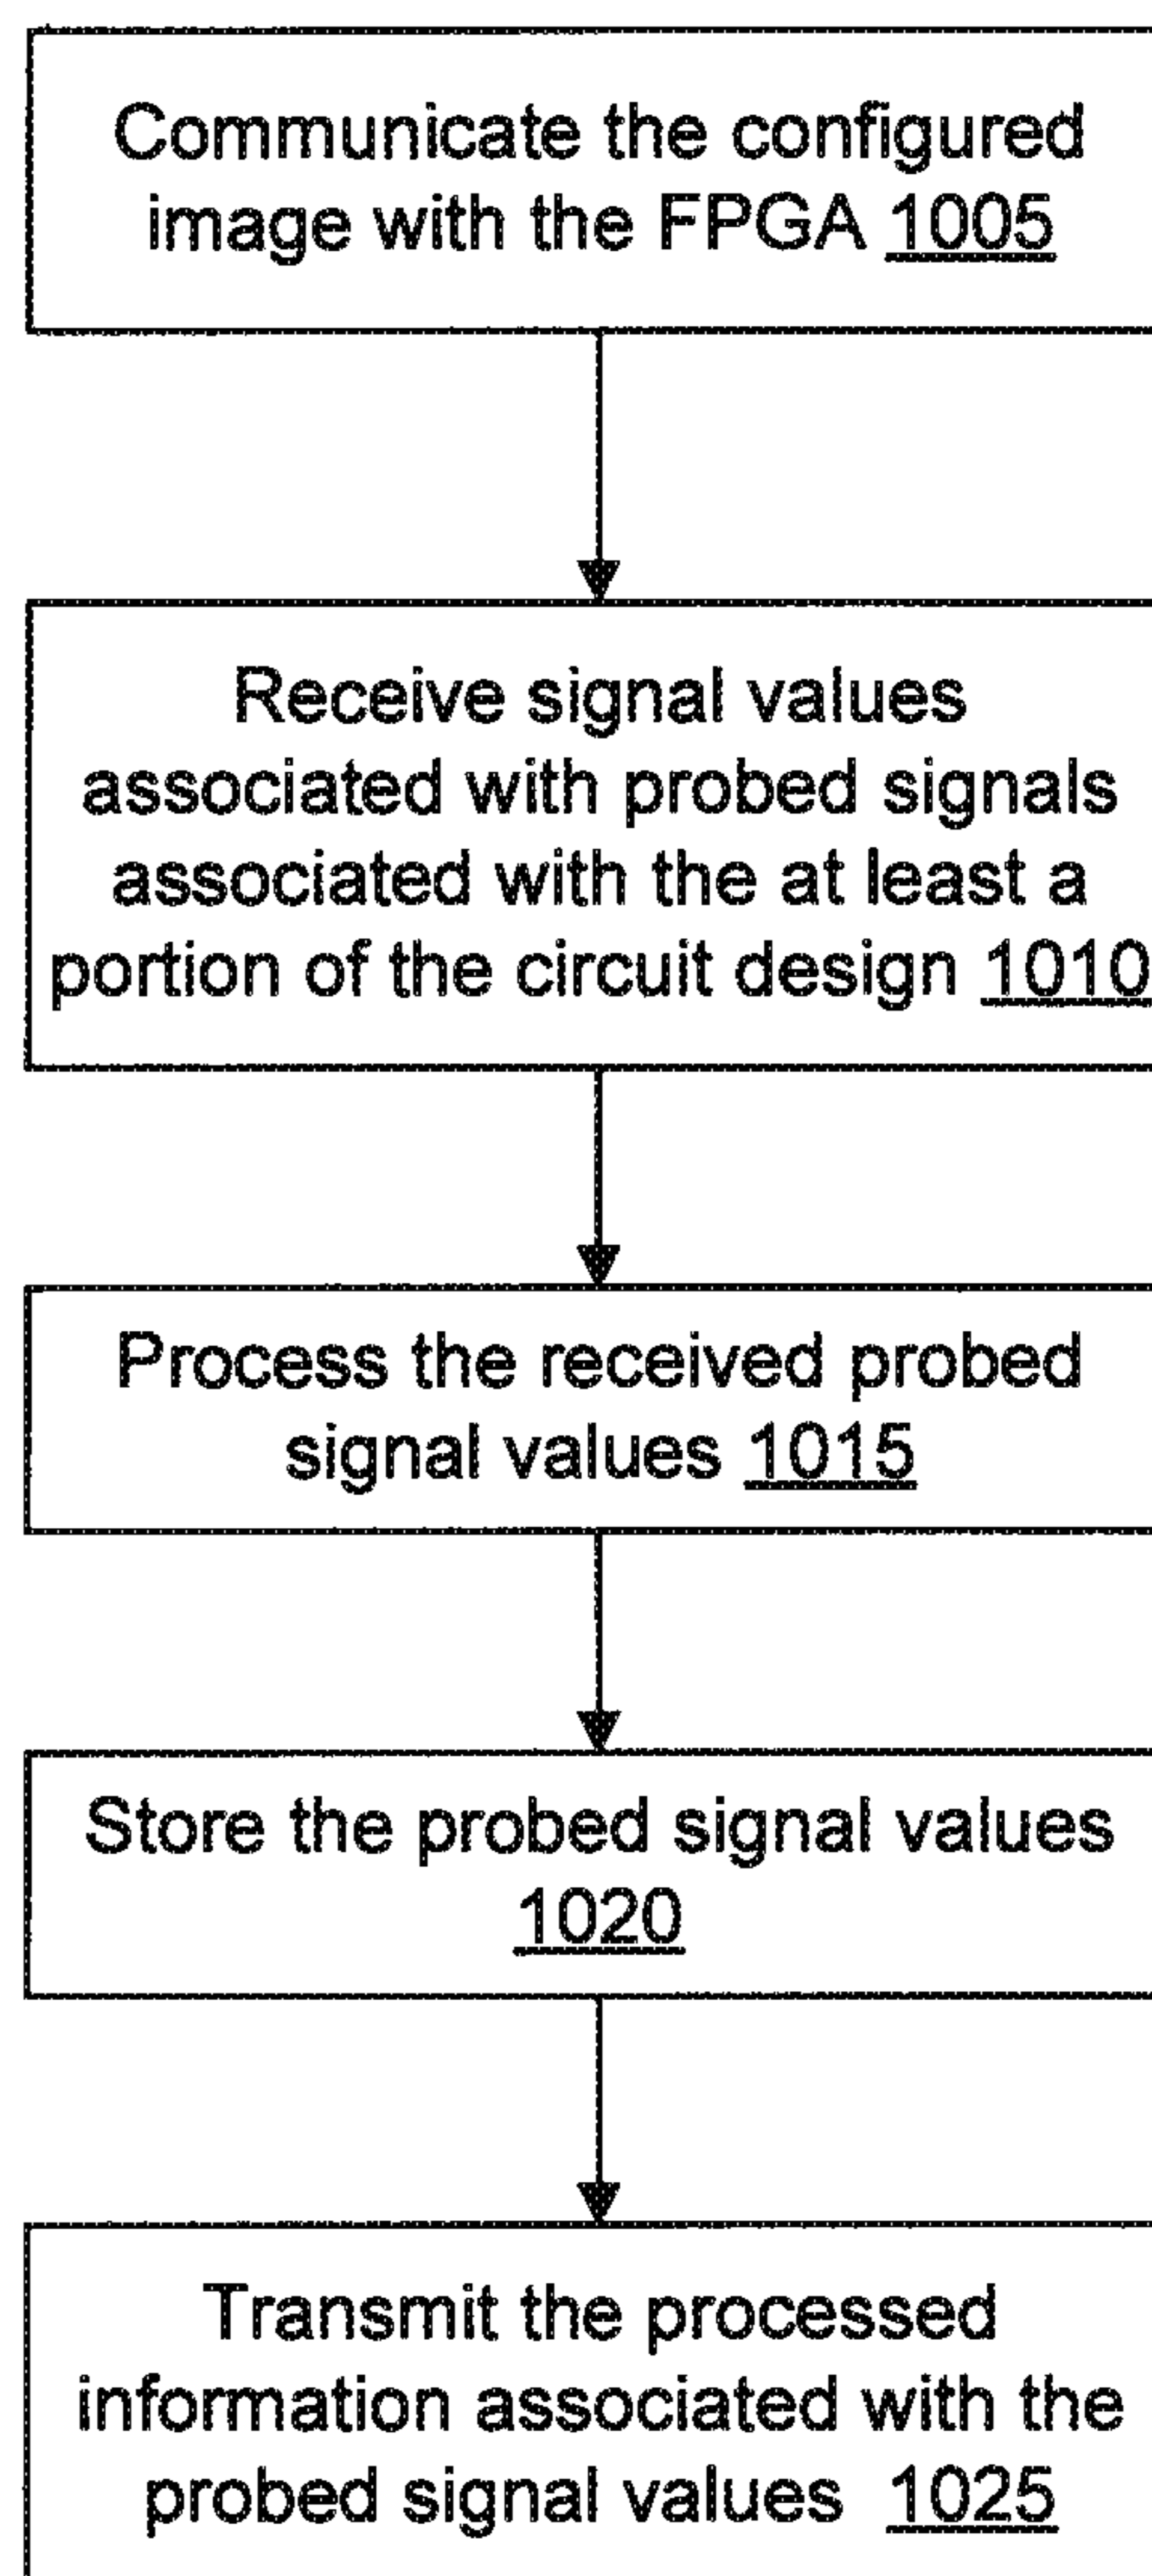 Communicate the configured
image with the FPGA 1005
Receive signal values
associated with probed signals
associated with the at least a
portion of the circuit design 1010
Process the received probed
signal values 1015
Store the probed signal values
1020
Transmit the processed
information associated with the
probed signal values 1025